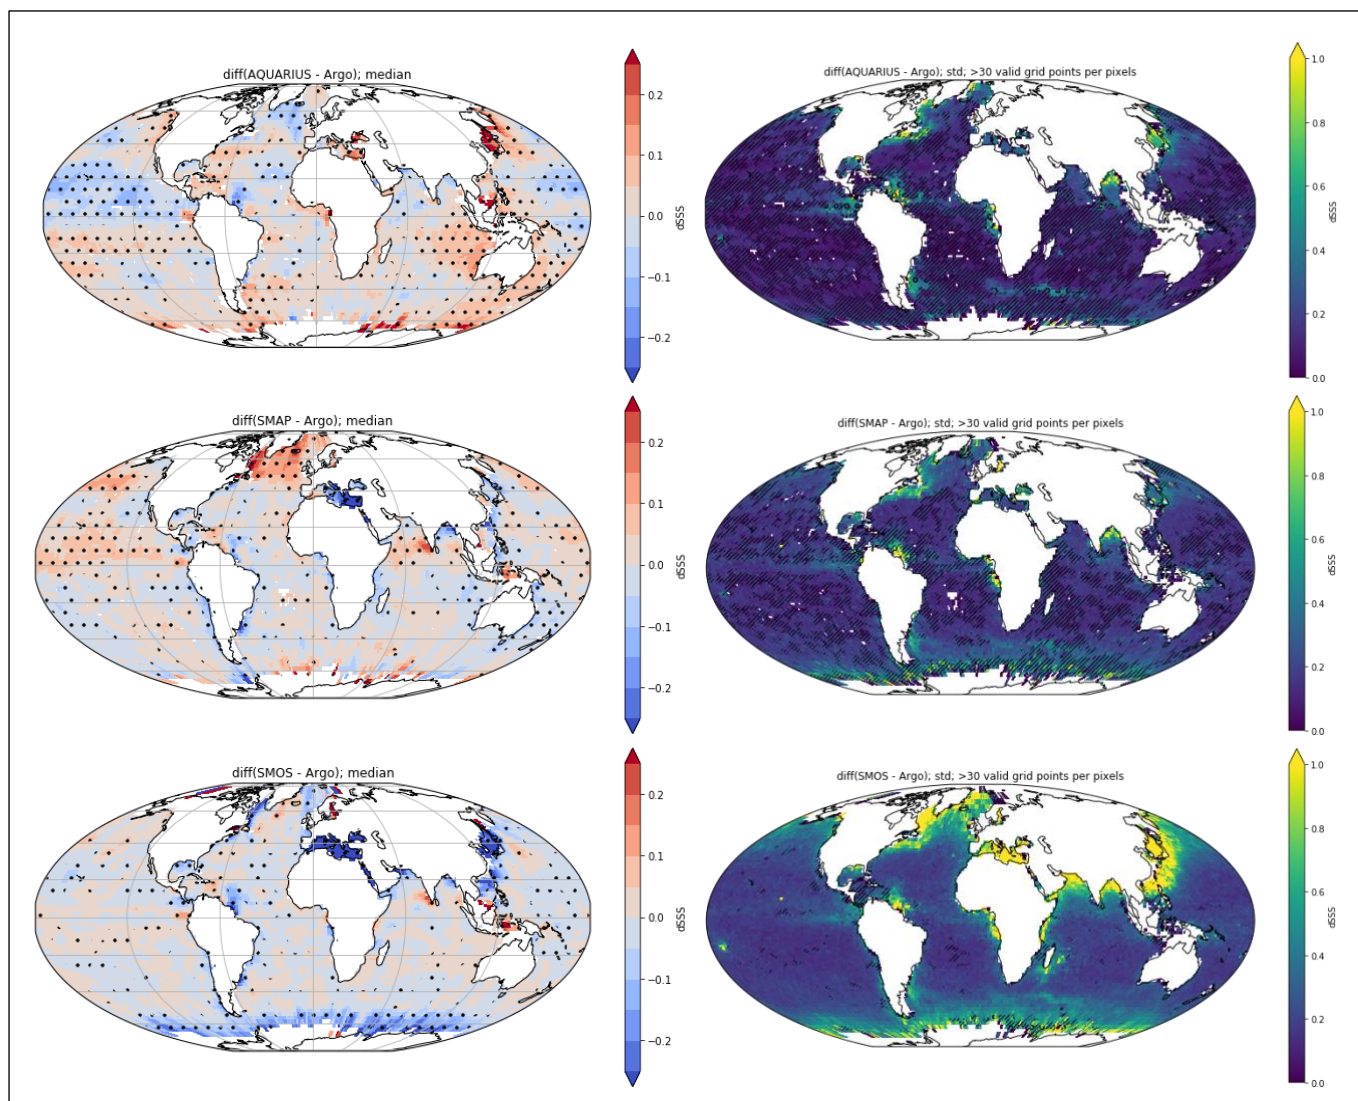 diff(AQUARIUS - Argo); median
0.2
0.1
0.0
−0.1
−0.2
dSSS
diff(AQUARIUS - Argo); std; >30 valid grid points per pixels
1.0
0.8
0.6
0.4
0.2
0.0
dSSS
diff(SMAP - Argo); median
0.2
0.1
0.0
−0.1
−0.2
dSSS
diff(SMAP - Argo); std; >30 valid grid points per pixels
1.0
0.8
0.6
0.4
0.2
0.0
dSSS
diff(SMOS - Argo); median
0.2
0.1
0.0
−0.1
−0.2
dSSS
diff(SMOS - Argo); std; >30 valid grid points per pixels
1.0
0.8
0.6
0.4
0.2
0.0
dSSS